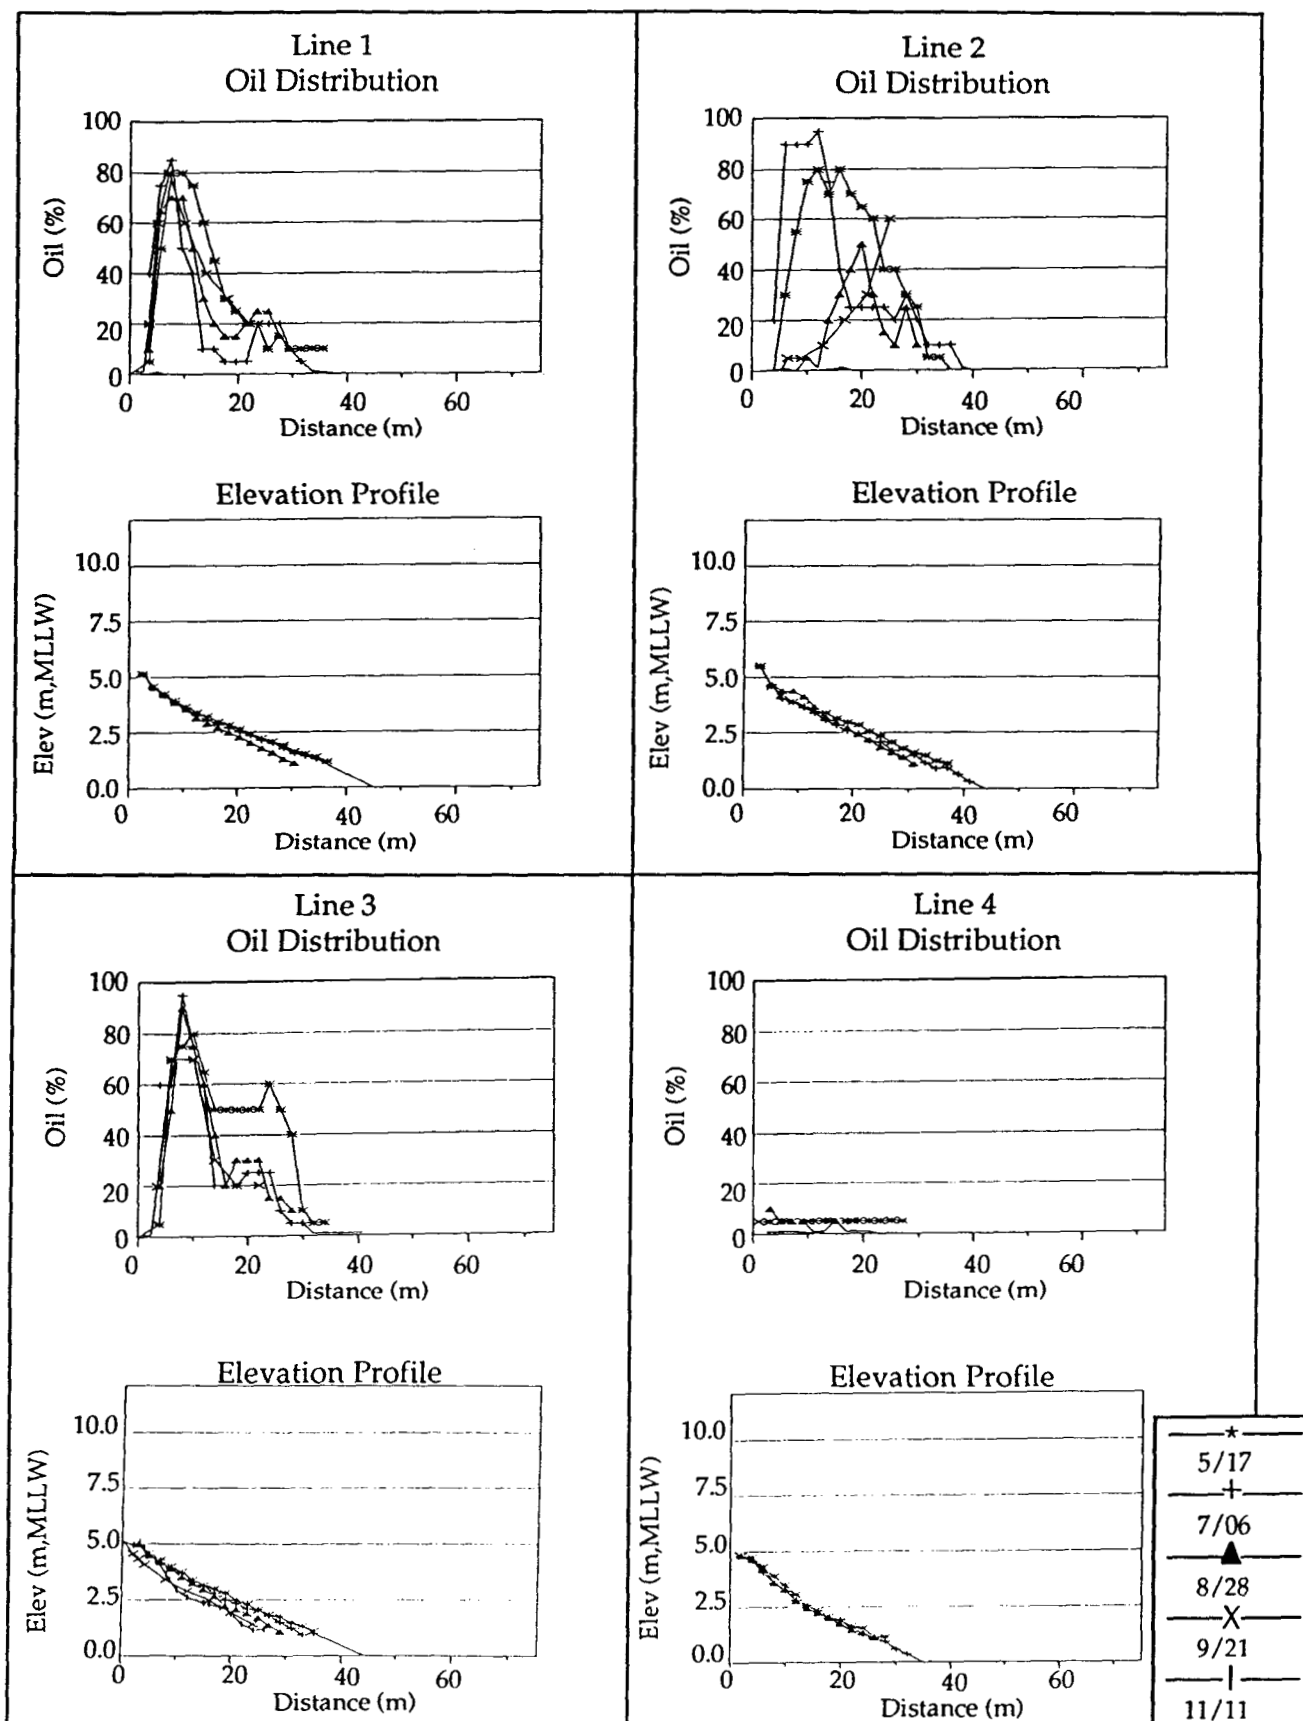 Line 1
Oil Distribution
100
80
60
40
20
0
Oil (%)
0 20 40 60
Distance (m)
Elevation Profile
10.0
7.5
5.0
2.5
0.0
Elev (m,MLLW)
0 20 40 60
Distance (m)
Line 2
Oil Distribution
100
80
60
40
20
0
Oil (%)
0 20 40 60
Distance (m)
Elevation Profile
10.0
7.5
5.0
2.5
0.0
Elev (m,MLLW)
0 20 40 60
Distance (m)
Line 3
Oil Distribution
100
80
60
40
20
0
Oil (%)
0 20 40 60
Distance (m)
Elevation Profile
10.0
7.5
5.0
2.5
0.0
Elev (m,MLLW)
0 20 40 60
Distance (m)
Line 4
Oil Distribution
100
80
60
40
20
0
Oil (%)
0 20 40 60
Distance (m)
Elevation Profile
10.0
7.5
5.0
2.5
0.0
Elev (m,MLLW)
0 20 40 60
Distance (m)
5/17
7/06
8/28
9/21
11/11